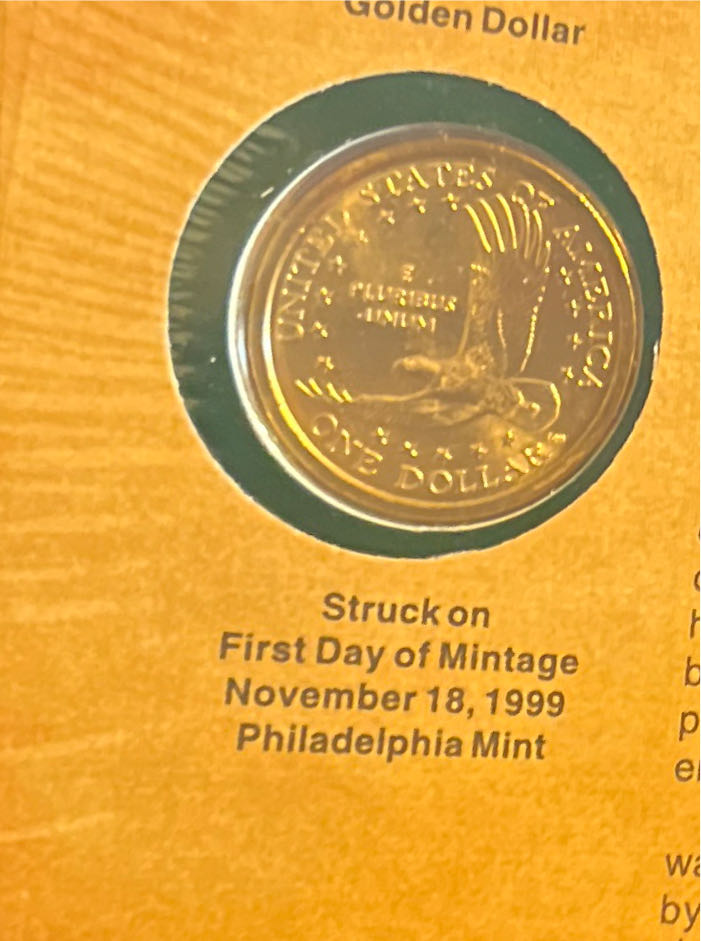 Golden Dollar
UNITED STATES OF AMERICA
E
PLURIBUS
UNUM
ONE DOLLAR
Struck on
First Day of Mintage
November 18, 1999
Philadelphia Mint
by